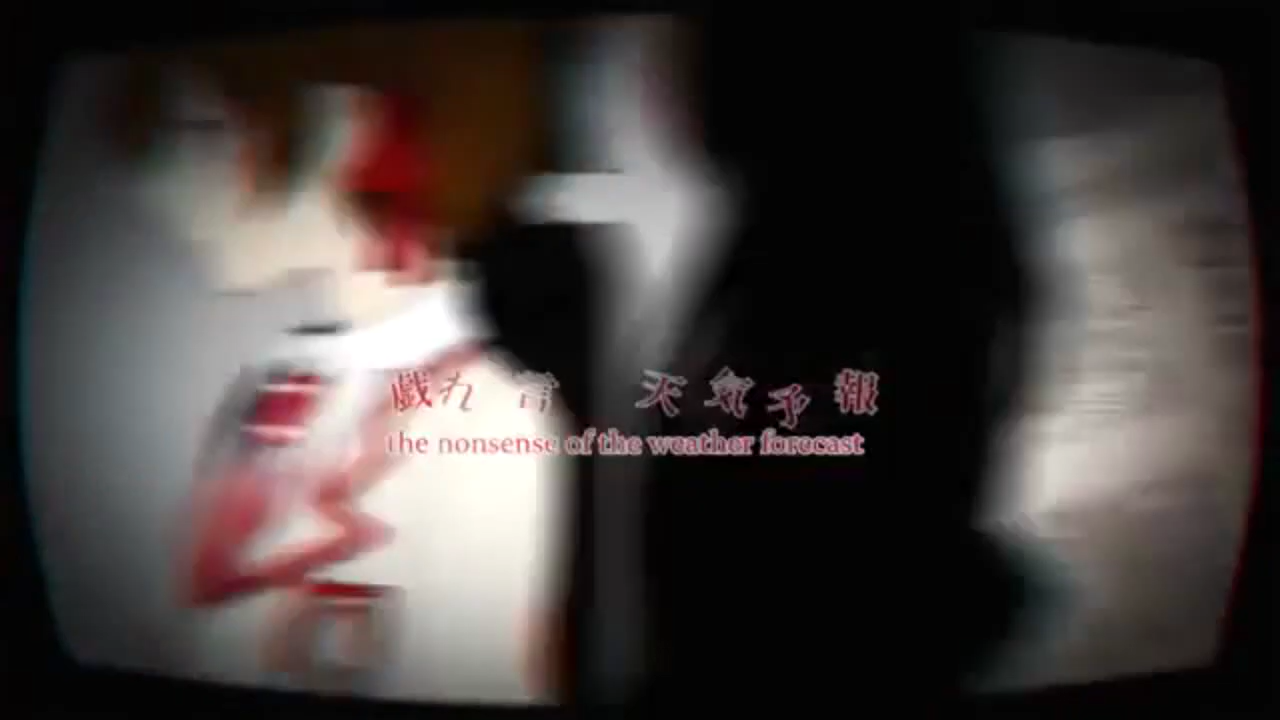 戯れ言 天気予報
the nonsense of the weather forecast